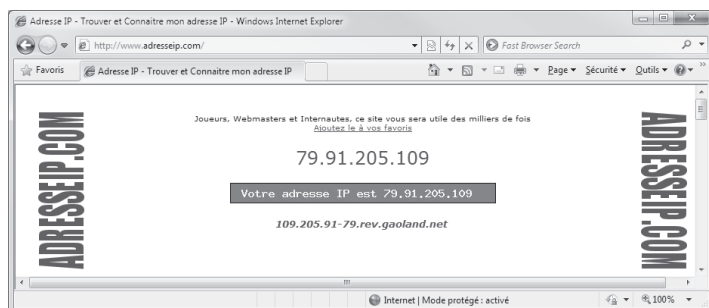 Adresse IP - Trouver et Connaitre mon adresse IP - Windows Internet Explorer
http://www.adresseip.com/
Fast Browser Search
Favoris
Adresse IP - Trouver et Connaitre mon adresse IP
Page
Sécurité
Outils
ADRESSEIP.COM
Joueurs, Webmasters et Internautes, ce site vous sera utile des milliers de fois
Ajoutez le à vos favoris
79.91.205.109
Votre adresse IP est 79.91.205.109
109.205.91-79.rev.gaoland.net
ADRESSEIP.COM
Internet | Mode protégé : activé
100%